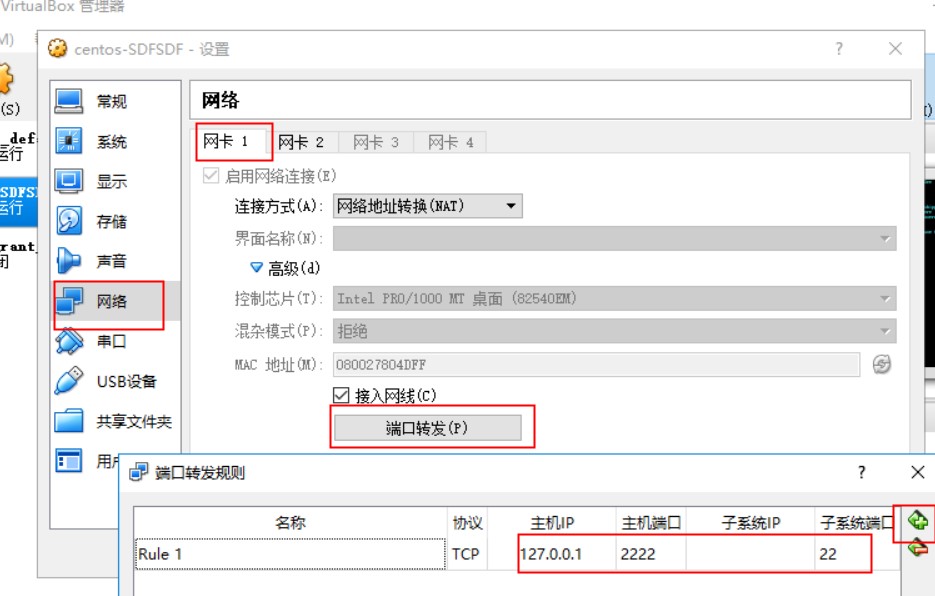 VirtualBox 管理器
M)
centos-SDFSDF - 设置
?
(S)
_def
运行
SDFS
运行
rant_
闭
常规
系统
显示
存储
声音
网络
串口
USB设备
共享文件夹
用户
网络
网卡 1 网卡 2 网卡 3 网卡 4
启用网络连接(E)
连接方式(A): 网络地址转换(NAT)
界面名称(N):
高级(d)
控制芯片(T): Intel PRO/1000 MT 桌面 (82540EM)
混杂模式(P): 拒绝
MAC 地址(M): 080027804DFF
接入网线(C)
端口转发(P)
端口转发规则
?
名称 协议 主机IP 主机端口 子系统IP 子系统端口
Rule 1 TCP 127.0.0.1 2222 22